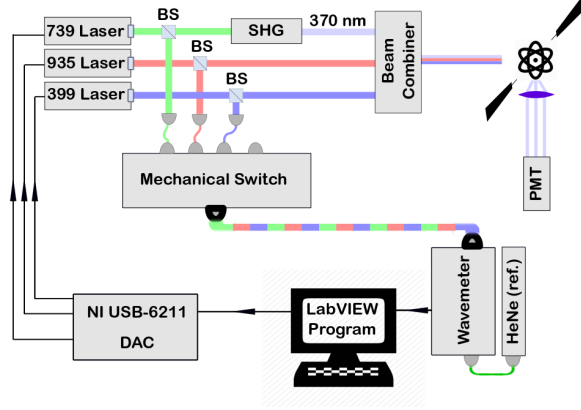 BS
739 Laser
SHG
370 nm
BS
935 Laser
BS
399 Laser
Beam
Combiner
PMT
Mechanical Switch
Wavemeter
HeNe (ref.)
LabVIEW
Program
NI USB-6211
DAC